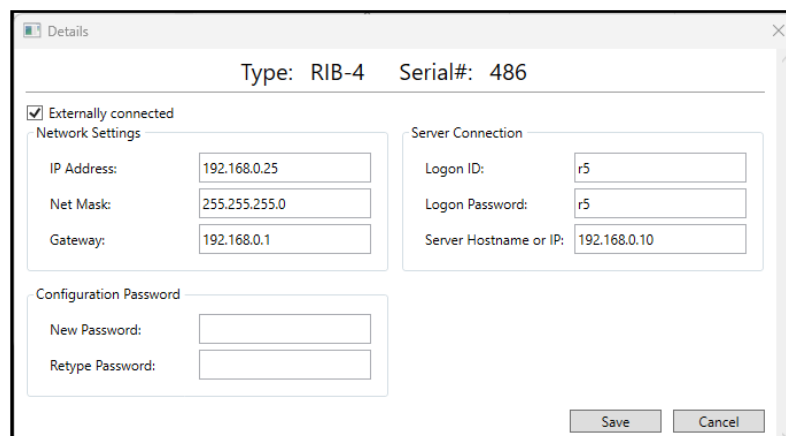 Details
Type: RIB-4 Serial#: 486
Externally connected
Network Settings
IP Address: 192.168.0.25
Net Mask: 255.255.255.0
Gateway: 192.168.0.1
Server Connection
Logon ID: r5
Logon Password: r5
Server Hostname or IP: 192.168.0.10
Configuration Password
New Password:
Retype Password:
Save Cancel